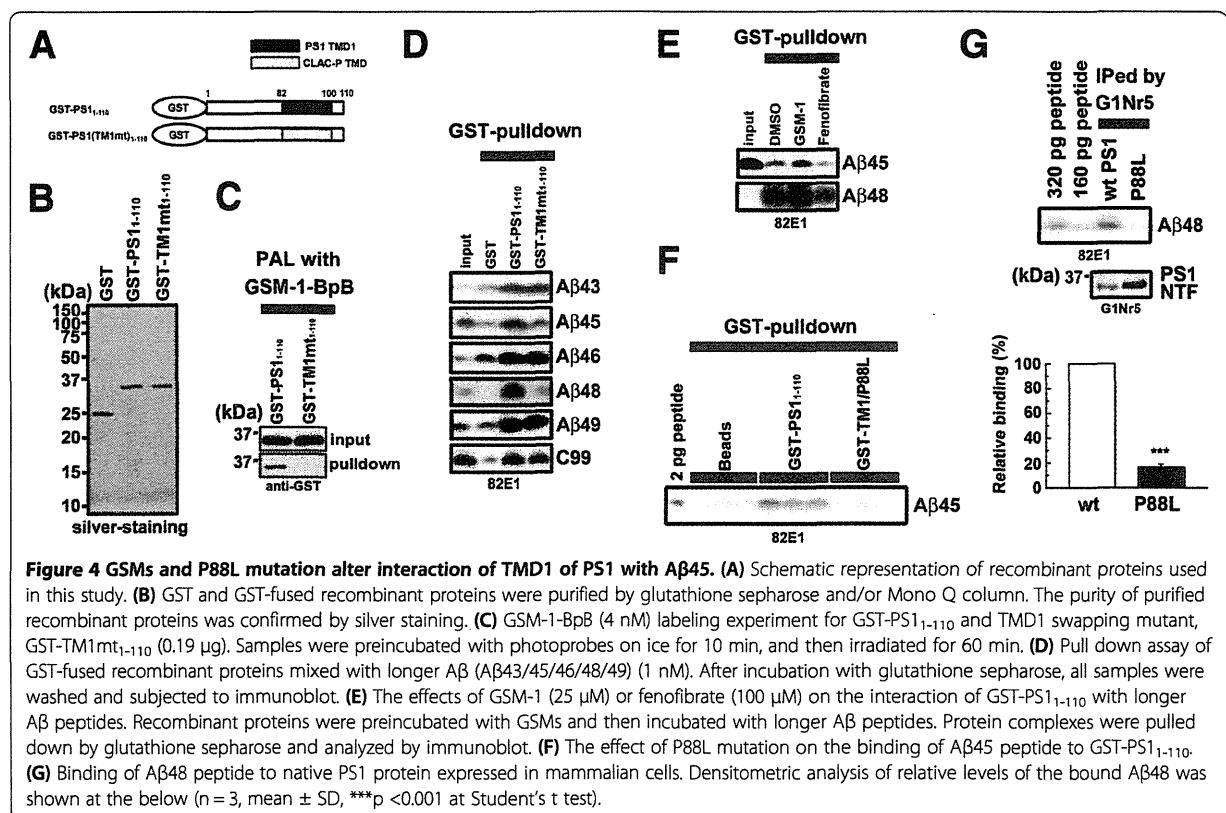 A
PS1 TMD1
CLAC-P TMD
1 82 100 110
GST-PS1₁₋₁₁₀ GST
GST-PS1(TM1mt)₁₋₁₁₀ GST
B
(kDa)
GST
GST-PS1₁₋₁₁₀
GST-TM1mt₁₋₁₁₀
150
100
75
50
37
25
20
15
10
silver-staining
C
PAL with
GSM-1-BpB
GST-PS1₁₋₁₁₀
GST-TM1mt₁₋₁₁₀
(kDa)
37 input
37 pulldown
anti-GST
D
GST-pulldown
input
GST
GST-PS1₁₋₁₁₀
GST-TM1mt₁₋₁₁₀
Aβ43
Aβ45
Aβ46
Aβ48
Aβ49
C99
82E1
E
GST-pulldown
input
DMSO
GSM-1
Fenofibrate
Aβ45
Aβ48
82E1
F
GST-pulldown
2 pg peptide
Beads
GST-PS1₁₋₁₁₀
GST-TM1/P88L
Aβ45
82E1
G
320 pg peptide
160 pg peptide
IPed by
G1Nr5
wt PS1
P88L
Aβ48
82E1
(kDa)
37
PS1
NTF
G1Nr5
Relative binding (%)
100
80
60
40
20
0
***
wt P88L
Figure 4 GSMs and P88L mutation alter interaction of TMD1 of PS1 with Aβ45. (A) Schematic representation of recombinant proteins used
in this study. (B) GST and GST-fused recombinant proteins were purified by glutathione sepharose and/or Mono Q column. The purity of purified
recombinant proteins was confirmed by silver staining. (C) GSM-1-BpB (4 nM) labeling experiment for GST-PS1₁₋₁₁₀ and TMD1 swapping mutant,
GST-TM1mt₁₋₁₁₀ (0.19 μg). Samples were preincubated with photoprobes on ice for 10 min, and then irradiated for 60 min. (D) Pull down assay of
GST-fused recombinant proteins mixed with longer Aβ (Aβ43/45/46/48/49) (1 nM). After incubation with glutathione sepharose, all samples were
washed and subjected to immunoblot. (E) The effects of GSM-1 (25 μM) or fenofibrate (100 μM) on the interaction of GST-PS1₁₋₁₁₀ with longer
Aβ peptides. Recombinant proteins were preincubated with GSMs and then incubated with longer Aβ peptides. Protein complexes were pulled
down by glutathione sepharose and analyzed by immunoblot. (F) The effect of P88L mutation on the binding of Aβ45 peptide to GST-PS1₁₋₁₁₀.
(G) Binding of Aβ48 peptide to native PS1 protein expressed in mammalian cells. Densitometric analysis of relative levels of the bound Aβ48 was
shown at the below (n = 3, mean ± SD, ***p <0.001 at Student's t test).